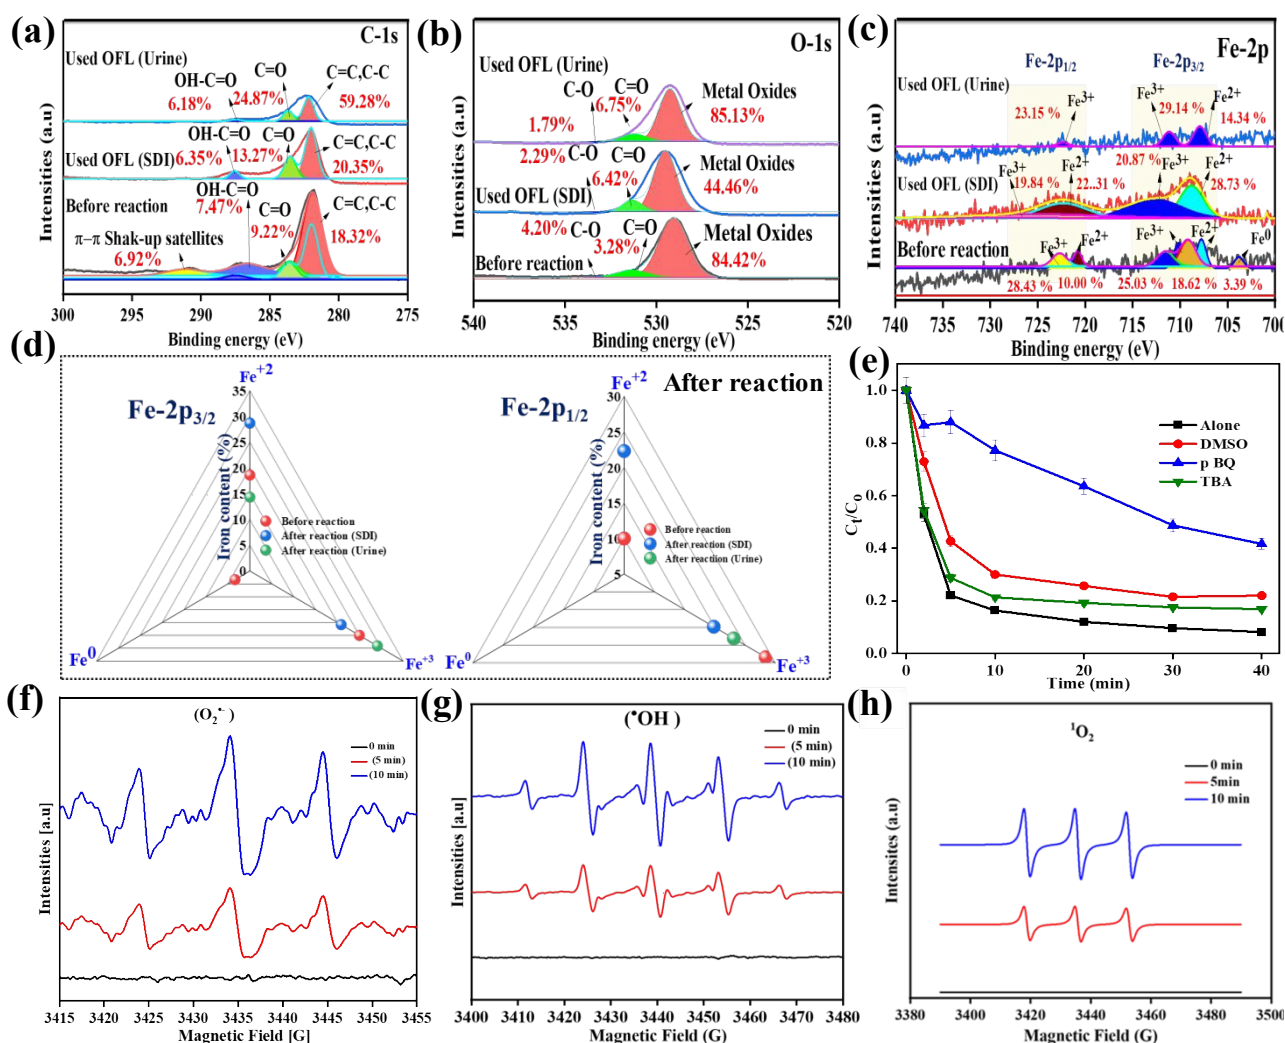 (a)
C-1s
Used OFL (Urine)
OH-C=O
C=O
C=C,C-C
6.18%
24.87%
59.28%
OH-C=O
C=O
Used OFL (SDI)
6.35%
13.27%
C=C,C-C
20.35%
OH-C=O
7.47%
Before reaction
C=O
C=C,C-C
9.22%
18.32%
π–π Shak-up satellites
6.92%
Intensities (a.u)
300 295 290 285 280 275
Binding energy (eV)
(b)
O-1s
Used OFL (Urine)
C-O
C=O
6.75%
Metal Oxides
85.13%
1.79%
2.29%
C-O
C=O
Metal Oxides
6.42%
44.46%
Used OFL (SDI)
4.20%
C-O
C=O
3.28%
Metal Oxides
84.42%
Before reaction
Intensities (a.u)
540 535 530 525 520
Binding energy (eV)
(c)
Fe-2p
Fe-2p1/2
Fe-2p3/2
Used OFL (Urine)
23.15 %
Fe3+
Fe3+
29.14 %
Fe2+
14.34 %
20.87 %
Fe3+
Fe2+
Fe3+
Fe2+
Used OFL (SDI)
19.84 %
22..31 %
28.73 %
Before reaction
Fe3+
Fe2+
Fe3+
Fe2+
Fe0
28.43 %
10.00 %
25.03 %
18.62 %
3.39 %
Intensities (a.u)
740 735 730 725 720 715 710 705 700
Binding energy (eV)
(d)
After reaction
Fe+2
Fe-2p3/2
Iron content (%)
35
30
25
20
15
10
5
0
Before reaction
After reaction (SDI)
After reaction (Urine)
Fe0
Fe+3
Fe+2
Fe-2p1/2
Iron content (%)
30
25
20
15
10
5
Before reaction
After reaction (SDI)
After reactiion (Urine)
Fe0
Fe+3
(e)
Alone
DMSO
p BQ
TBA
Ct/C0
1.0
0.8
0.6
0.4
0.2
0.0
0 10 20 30 40
Time (min)
(f)
(O2•-)
0 min
(5 min)
(10 min)
Intensities [a.u]
3415 3420 3425 3430 3435 3440 3445 3450 3455
Magnetic Field [G]
(g)
(•OH )
0 min
(5 min)
(10 min)
Intensities [a.u]
3400 3410 3420 3430 3440 3450 3460 3470 3480
Magnetic Field (G)
(h)
1O2
0 min
5min
10 min
Intensites (a.u)
3380 3400 3420 3440 3460 3480 3500
Magnetic Field (G)